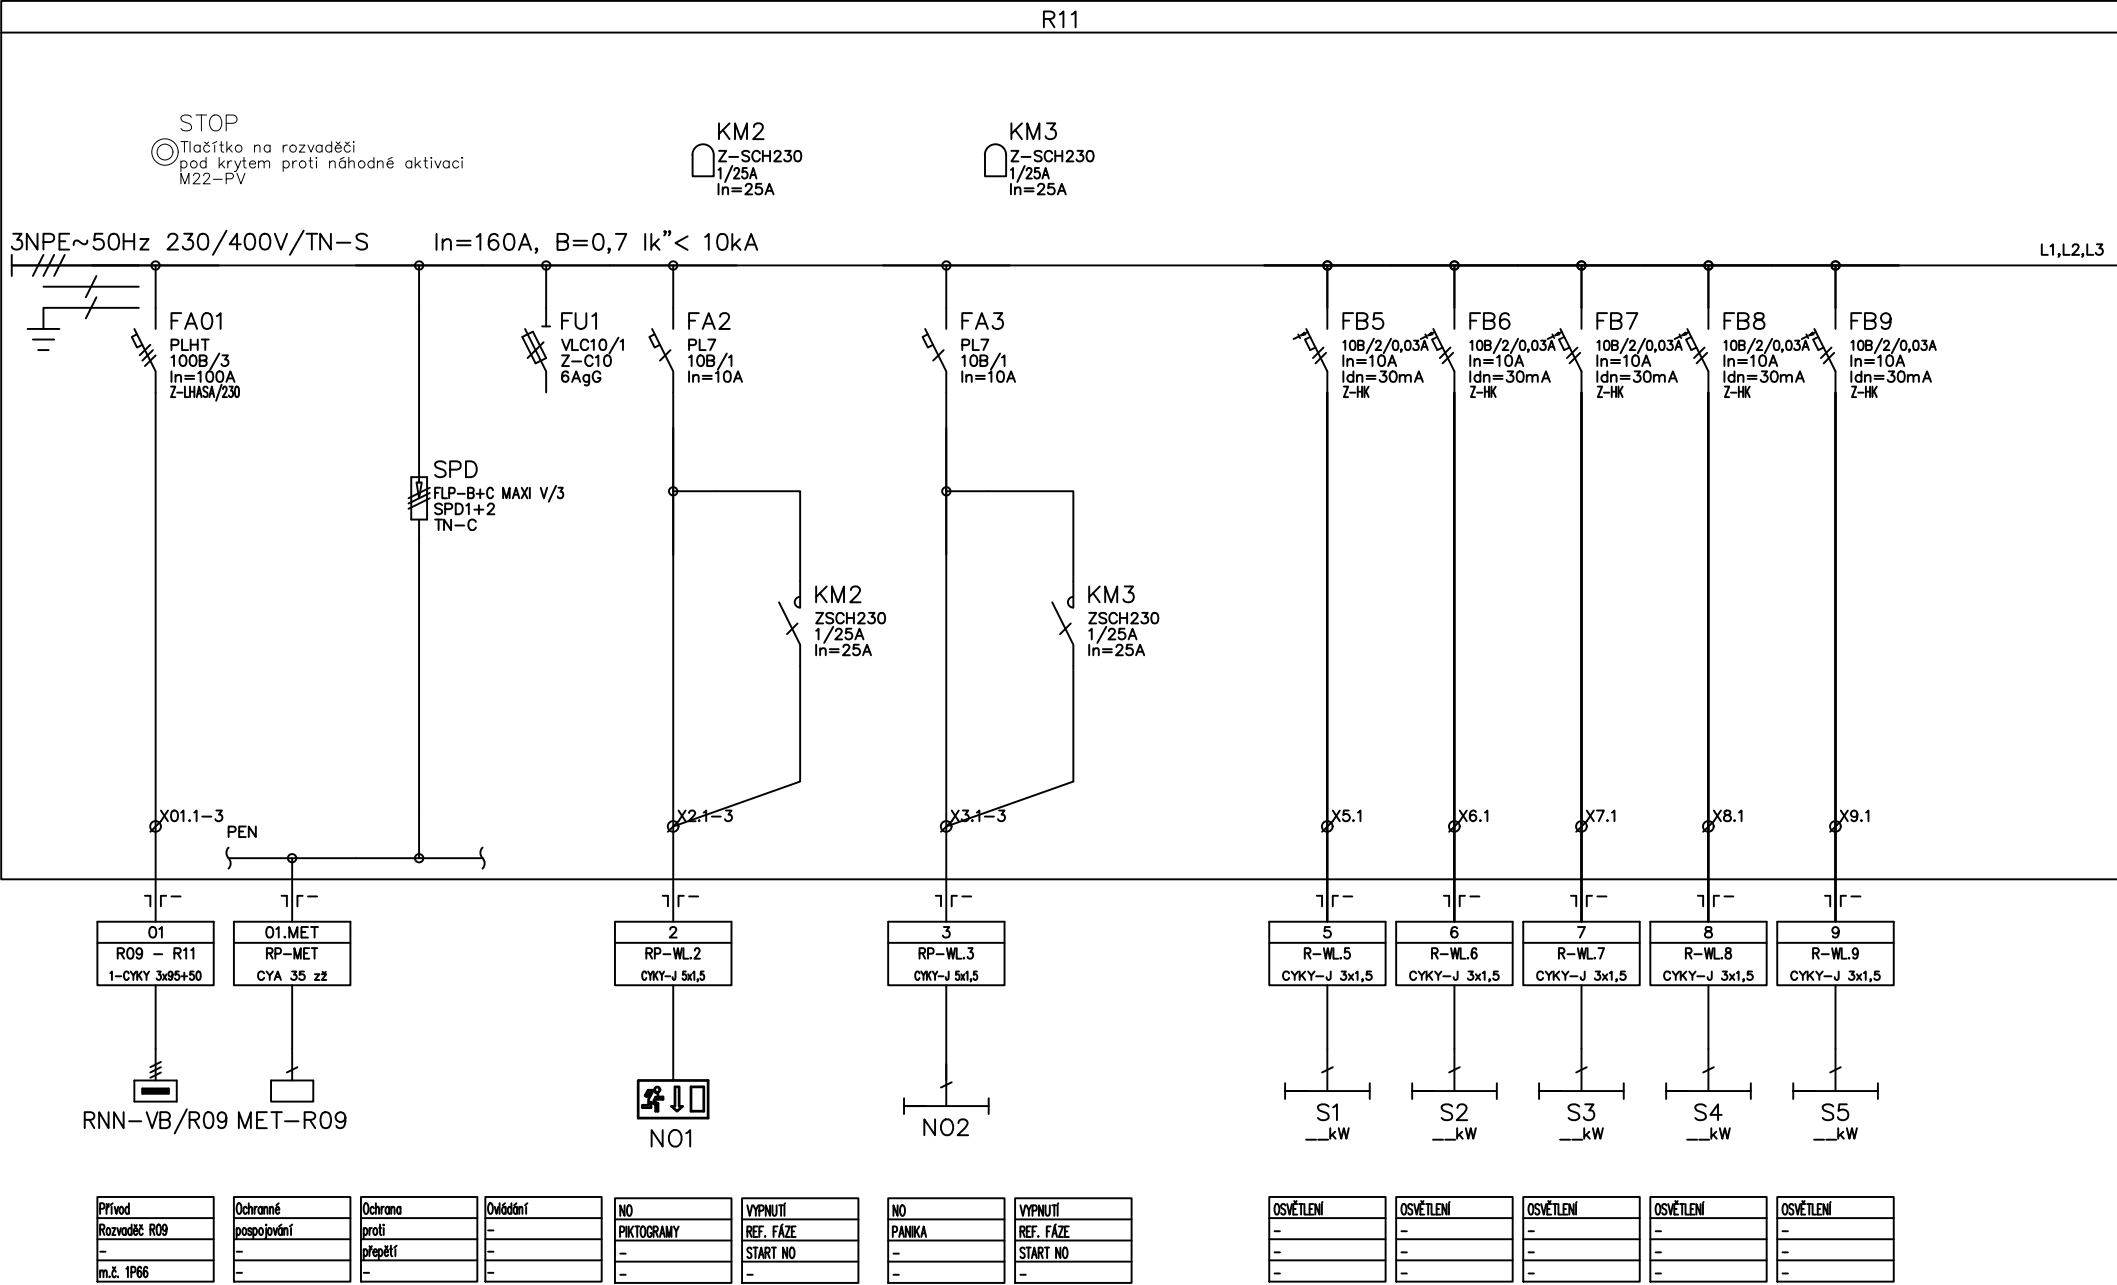 R11
STOP
Tlačítko na rozvaděči
pod krytem proti náhodné aktivaci
M22-PV
KM2
Z-SCH230
1/25A
In=25A
KM3
Z-SCH230
1/25A
In=25A
3NPE~50Hz 230/400V/TN-S In=160A, B=0,7 Ik"< 10kA
L1,L2,L3
FA01
PLHT
100B/3
In=100A
Z-LHASA/230
FU1
VLC10/1
Z-C10
6AgG
FA2
PL7
10B/1
In=10A
FA3
PL7
10B/1
In=10A
FB5
10B/2/0,03A
In=10A
Idn=30mA
Z-HK
FB6
10B/2/0,03A
In=10A
Idn=30mA
Z-HK
FB7
10B/2/0,03A
In=10A
Idn=30mA
Z-HK
FB8
10B/2/0,03A
In=10A
Idn=30mA
Z-HK
FB9
10B/2/0,03A
In=10A
Idn=30mA
Z-HK
SPD
FLP-B+C MAXI V/3
SPD1+2
TN-C
KM2
ZSCH230
1/25A
In=25A
KM3
ZSCH230
1/25A
In=25A
X01.1-3
PEN
X2.1-3
X3.1-3
X5.1
X6.1
X7.1
X8.1
X9.1
01
R09 - R11
1-CYKY 3x95+50
01.MET
RP-MET
CYA 35 zž
2
RP-WL.2
CYKY-J 5x1,5
3
RP-WL.3
CYKY-J 5x1,5
5
R-WL.5
CYKY-J 3x1,5
6
R-WL.6
CYKY-J 3x1,5
7
R-WL.7
CYKY-J 3x1,5
8
R-WL.8
CYKY-J 3x1,5
9
R-WL.9
CYKY-J 3x1,5
RNN-VB/R09
MET-R09
NO1
NO2
S1
__kW
S2
__kW
S3
__kW
S4
__kW
S5
__kW
Přívod
Rozvaděč R09
-
m.č. 1P66
Ochranné
pospojování
-
-
Ochrana
proti
přepětí
-
Ovládání
-
-
-
NO
PIKTOGRAMY
-
-
VYPNUTÍ
REF. FÁZE
START NO
-
NO
PANIKA
-
-
VYPNUTÍ
REF. FÁZE
START NO
-
OSVĚTLENÍ
-
-
-
OSVĚTLENÍ
-
-
-
OSVĚTLENÍ
-
-
-
OSVĚTLENÍ
-
-
-
OSVĚTLENÍ
-
-
-